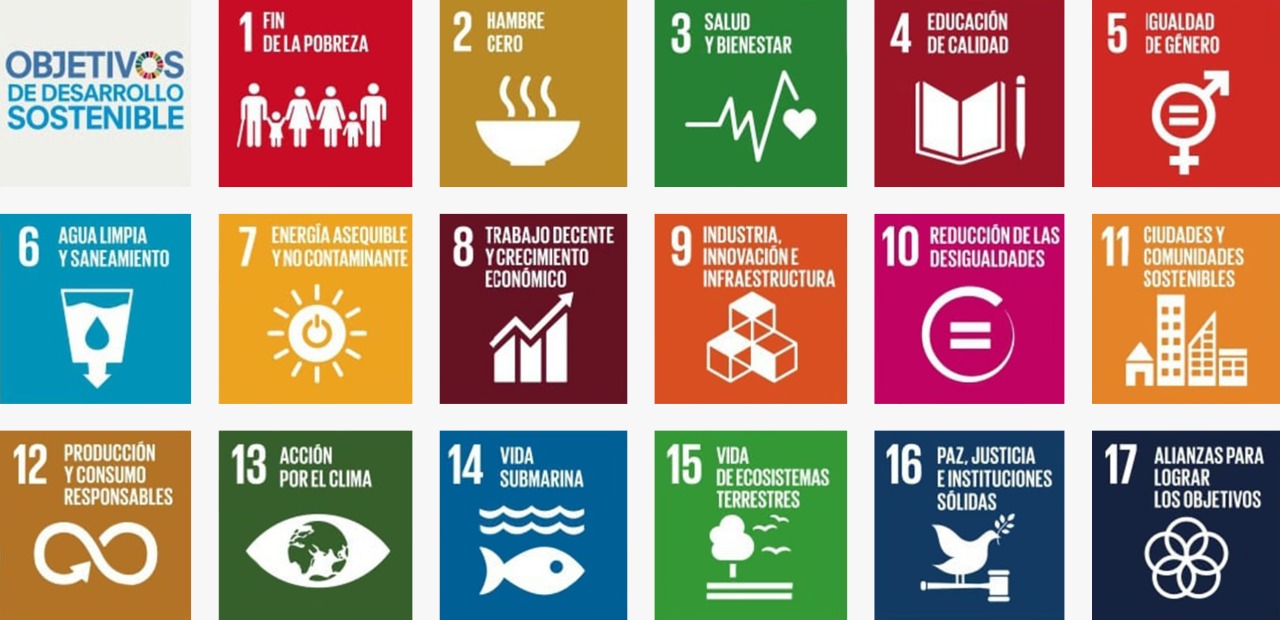 OBJETIVOS
DE DESARROLLO
SOSTENIBLE
1 FIN
DE LA POBREZA
2 HAMBRE
CERO
3 SALUD
Y BIENESTAR
4 EDUCACIÓN
DE CALIDAD
5 IGUALDAD
DE GÉNERO
6 AGUA LIMPIA
Y SANEAMIENTO
7 ENERGÍA ASEQUIBLE
Y NO CONTAMINANTE
8 TRABAJO DECENTE
Y CRECIMIENTO
ECONÓMICO
9 INDUSTRIA,
INNOVACIÓN E
INFRAESTRUCTURA
10 REDUCCIÓN DE LAS
DESIGUALDADES
11 CIUDADES Y
COMUNIDADES
SOSTENIBLES
12 PRODUCCIÓN
Y CONSUMO
RESPONSABLES
13 ACCIÓN
POR EL CLIMA
14 VIDA
SUBMARINA
15 VIDA
DE ECOSISTEMAS
TERRESTRES
16 PAZ, JUSTICIA
E INSTITUCIONES
SÓLIDAS
17 ALIANZAS PARA
LOGRAR
LOS OBJETIVOS